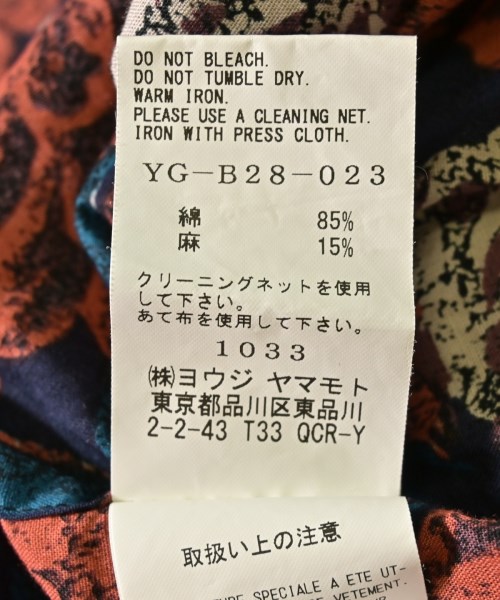 DO NOT BLEACH.
DO NOT TUMBLE DRY.
WARM IRON.
PLEASE USE A CLEANING NET.
IRON WITH PRESS CLOTH.
YG-B28-023
綿 85%
麻 15%
クリーニングネットを使用
して下さい。
あて布を使用して下さい。
1033
㈱ヨウジ ヤマモト
東京都品川区東品川
2-2-43 T33 QCR-Y
取扱い上の注意
SPECIALE A ETE UT-
VETEMENT.